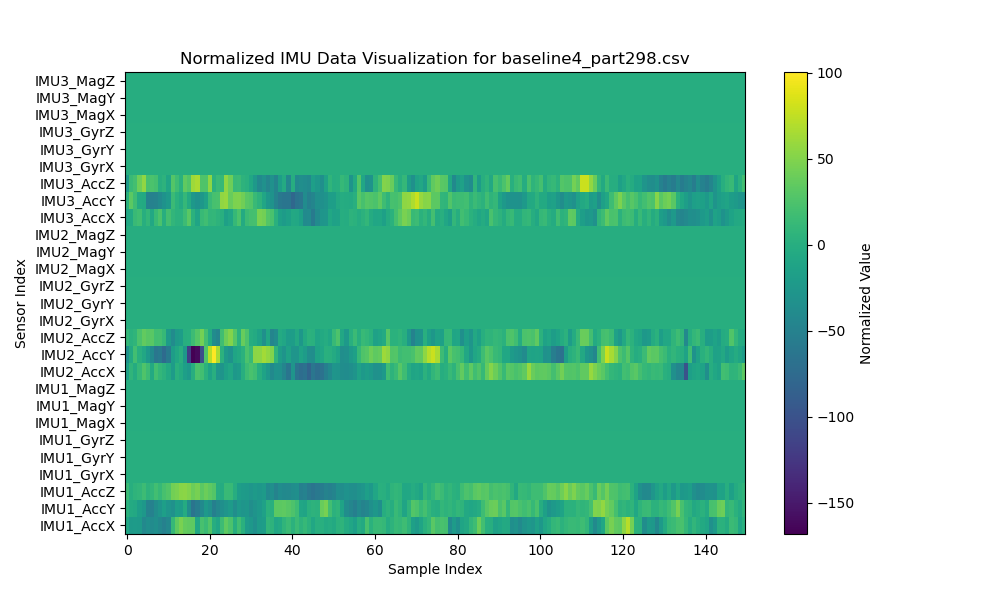 Normalized IMU Data Visualization for baseline4_part298.csv
Sensor Index
IMU3_MagZ
IMU3_MagY
IMU3_MagX
IMU3_GyrZ
IMU3_GyrY
IMU3_GyrX
IMU3_AccZ
IMU3_AccY
IMU3_AccX
IMU2_MagZ
IMU2_MagY
IMU2_MagX
IMU2_GyrZ
IMU2_GyrY
IMU2_GyrX
IMU2_AccZ
IMU2_AccY
IMU2_AccX
IMU1_MagZ
IMU1_MagY
IMU1_MagX
IMU1_GyrZ
IMU1_GyrY
IMU1_GyrX
IMU1_AccZ
IMU1_AccY
IMU1_AccX
0 20 40 60 80 100 120 140
Sample Index
100
50
0
−50
−100
−150
Normalized Value